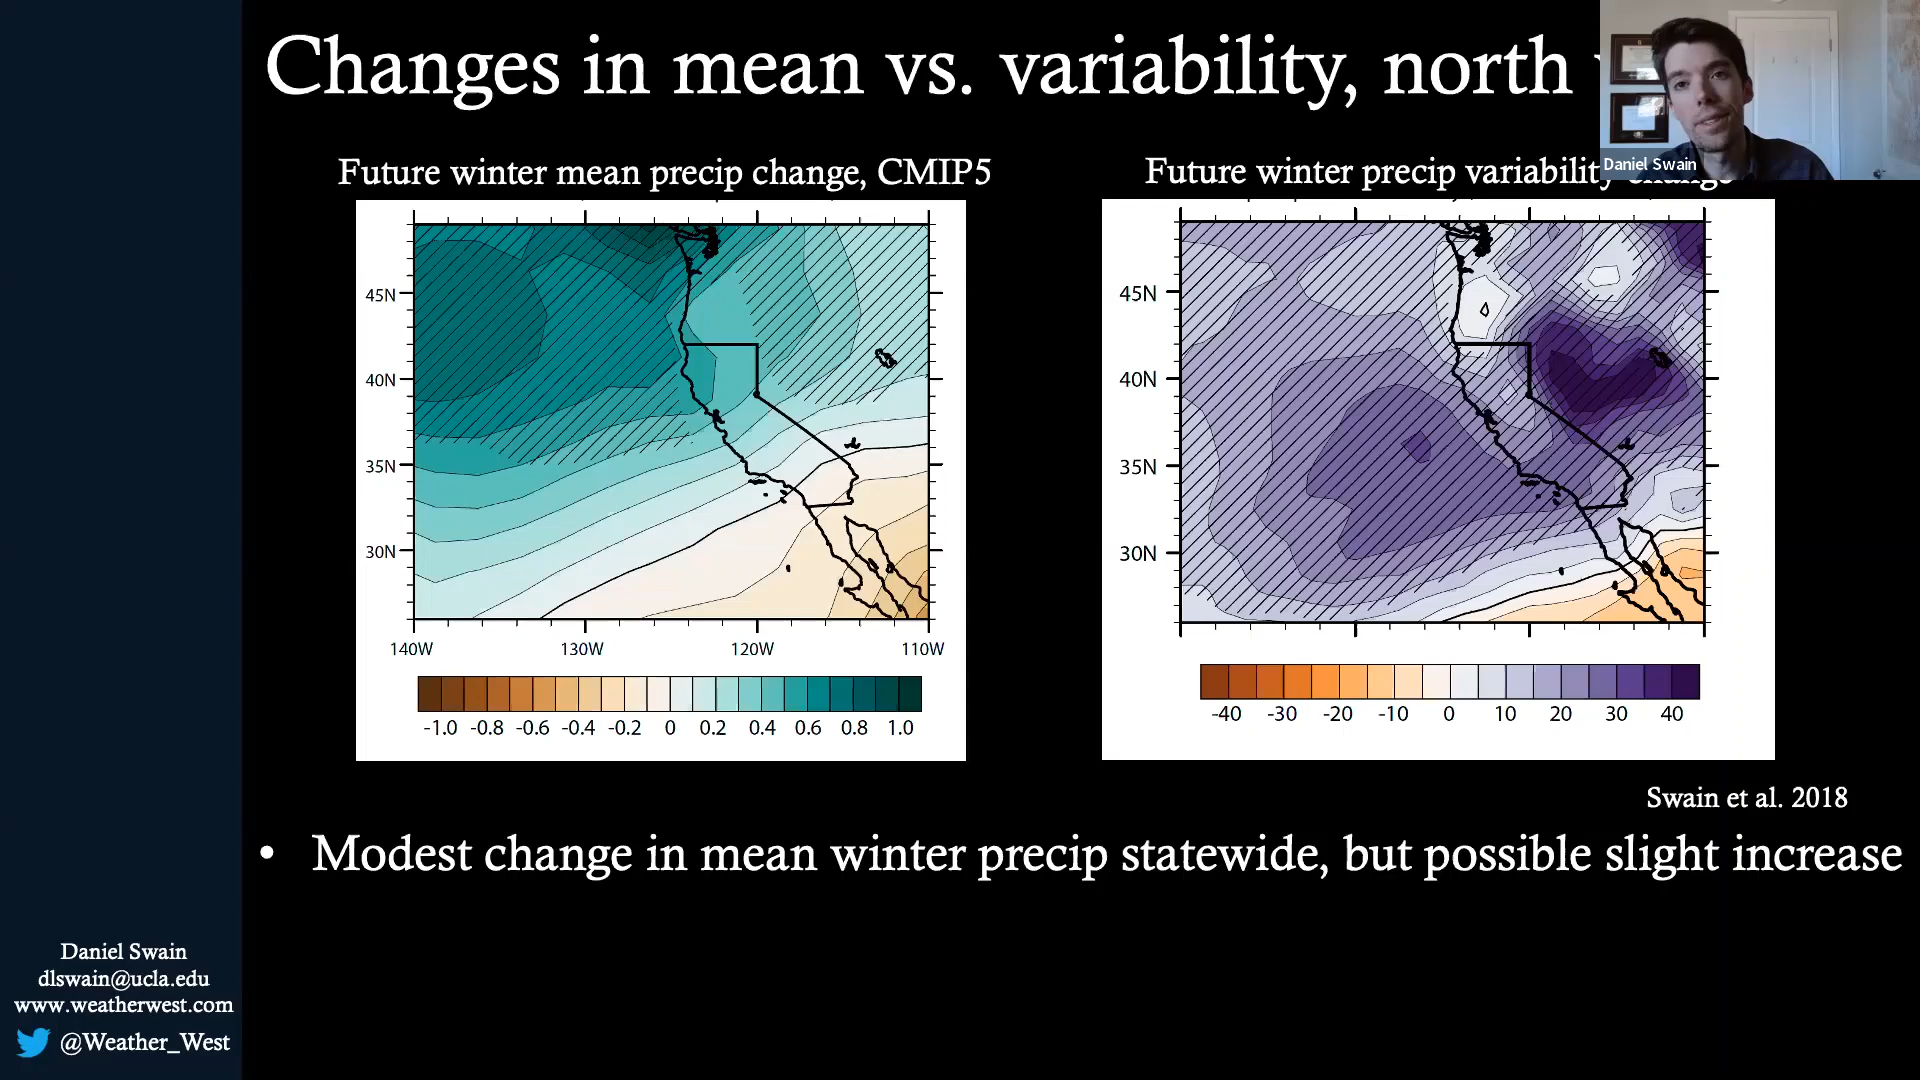 Changes in mean vs. variability, north
Daniel Swain
Future winter mean precip change, CMIP5
Future winter precip variability change
45N
40N
35N
30N
140W 130W 120W 110W
-1.0 -0.8 -0.6 -0.4 -0.2 0 0.2 0.4 0.6 0.8 1.0
45N
40N
35N
30N
-40 -30 -20 -10 0 10 20 30 40
Swain et al. 2018
• Modest change in mean winter precip statewide, but possible slight increase
Daniel Swain
dlswain@ucla.edu
www.weatherwest.com
@Weather_West